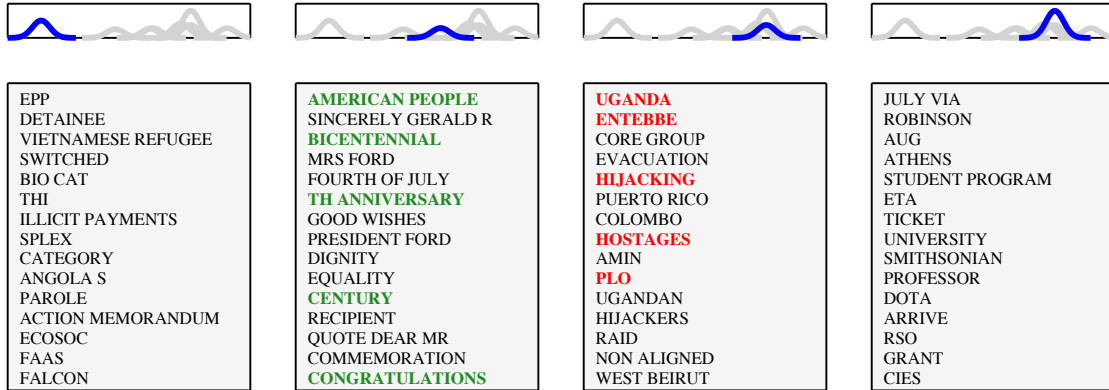 EPP
DETAINEE
VIETNAMESE REFUGEE
SWITCHED
BIO CAT
THI
ILLICIT PAYMENTS
SPLEX
CATEGORY
ANGOLA S
PAROLE
ACTION MEMORANDUM
ECOSOC
FAAS
FALCON
AMERICAN PEOPLE
SINCERELY GERALD R
BICENTENNIAL
MRS FORD
FOURTH OF JULY
TH ANNIVERSARY
GOOD WISHES
PRESIDENT FORD
DIGNITY
EQUALITY
CENTURY
RECIPIENT
QUOTE DEAR MR
COMMEMORATION
CONGRATULATIONS
UGANDA
ENTEBBE
CORE GROUP
EVACUATION
HIJACKING
PUERTO RICO
COLOMBO
HOSTAGES
AMIN
PLO
UGANDAN
HIJACKERS
RAID
NON ALIGNED
WEST BEIRUT
JULY VIA
ROBINSON
AUG
ATHENS
STUDENT PROGRAM
ETA
TICKET
UNIVERSITY
SMITHSONIAN
PROFESSOR
DOTA
ARRIVE
RSO
GRANT
CIES